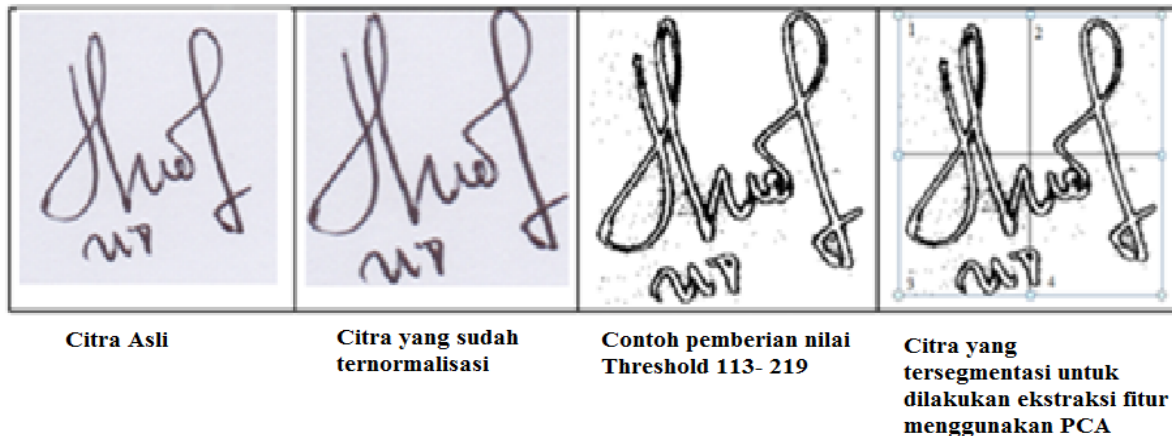 1 2
3 4
Citra Asli
Citra yang sudah
ternormalisasi
Contoh pemberian nilai
Threshold 113- 219
Citra yang
tersegmentasi untuk
dilakukan ekstraksi fitur
menggunakan PCA